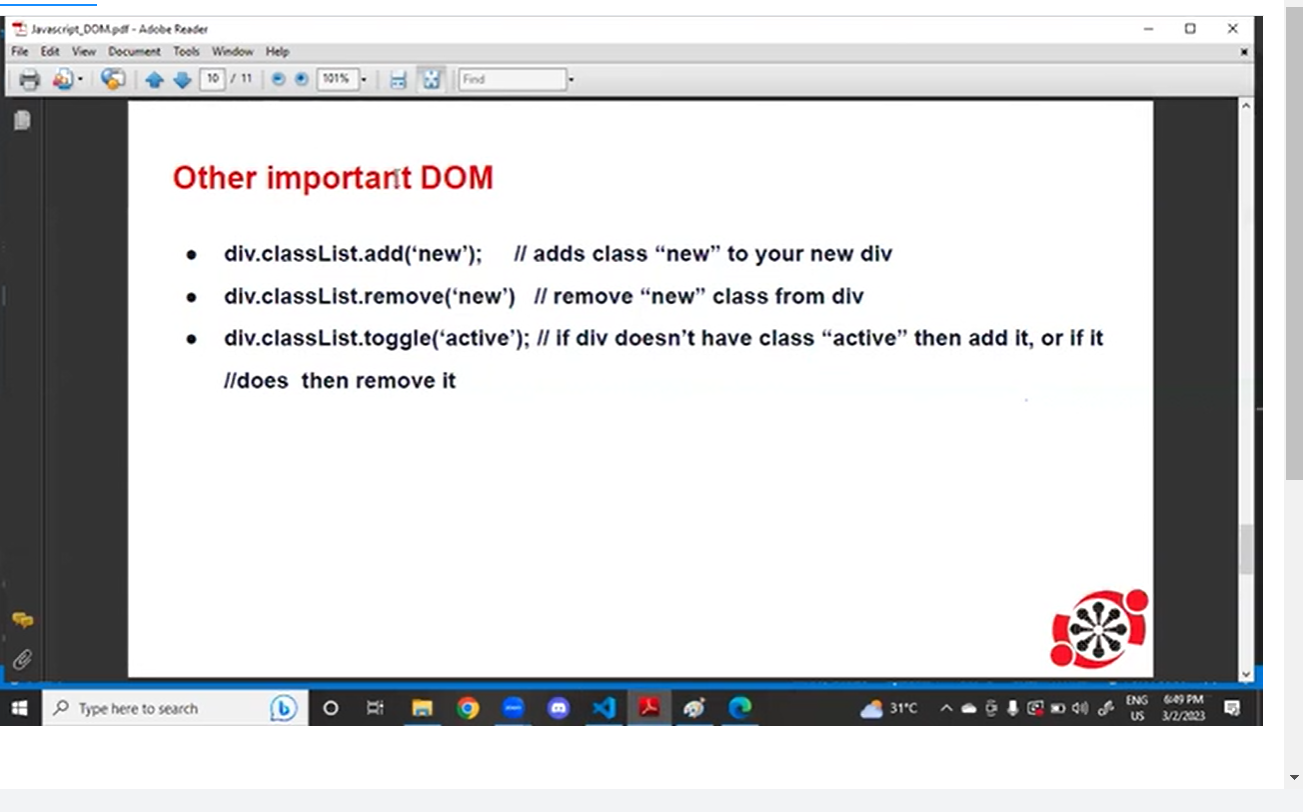 Javascript_DOM.pdf - Adobe Reader
File Edit View Document Tools Window Help
10 / 11 101% Find
Other important DOM
● div.classList.add(‘new’); // adds class “new” to your new div
● div.classList.remove(‘new’) // remove “new” class from div
● div.classList.toggle(‘active’); // if div doesn’t have class “active” then add it, or if it
//does then remove it
Type here to search
31°C
ENG 6:49 PM
US 3/2/2023